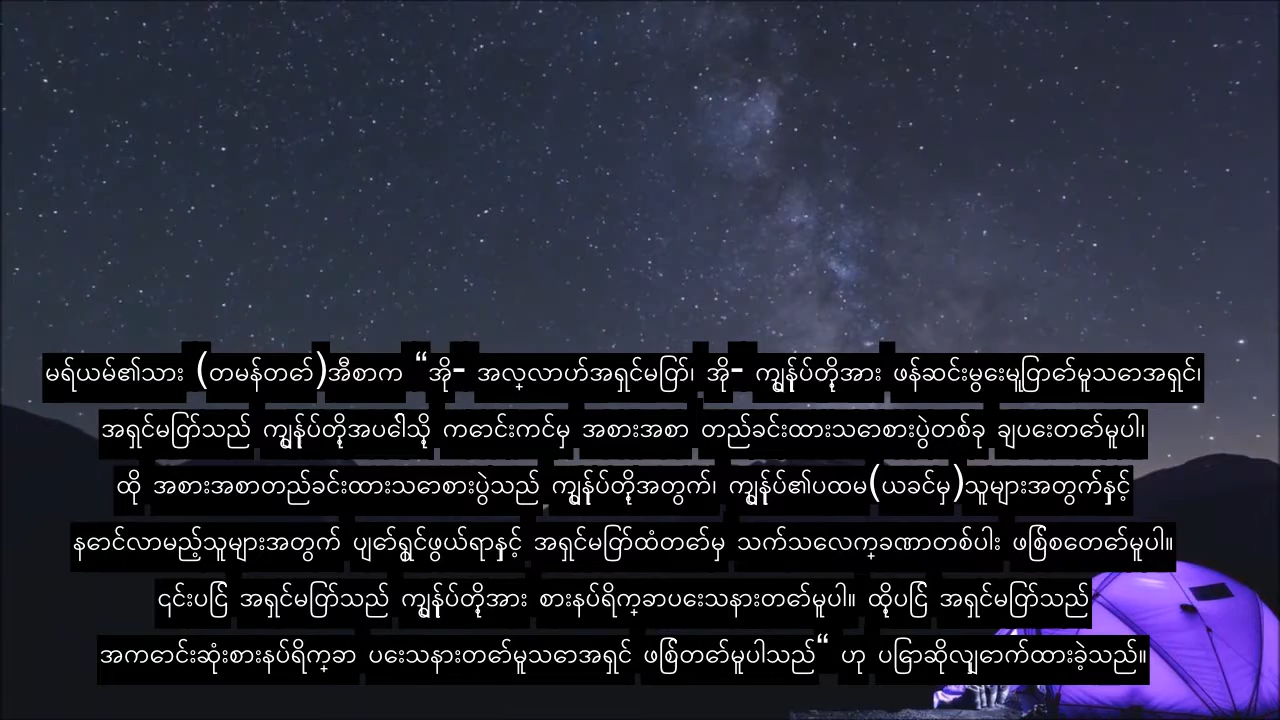 မရ်ယမ်၏သား (တမန်တော်)အီစာက “အို- အလ္လာဟ်အရှင်မြတ်၊ အို- ကျွန်ုပ်တို့အား ဖန်ဆင်းမွေးမြူတော်မူသောအရှင်၊
အရှင်မြတ်သည် ကျွန်ုပ်တို့အပေါ်သို့ ကောင်းကင်မှ အစားအစာ တည်ခင်းထားသောစားပွဲတစ်ခု ချပေးတော်မူပါ၊
ထို အစားအစာတည်ခင်းထားသောစားပွဲသည် ကျွန်ုပ်တို့အတွက်၊ ကျွန်ုပ်၏ပထမ(ယခင်မှ)သူများအတွက်နှင့်
နောင်လာမည့်သူများအတွက် ပျော်ရွှင်ဖွယ်ရာနှင့် အရှင်မြတ်ထံတော်မှ သက်သေလက္ခဏာတစ်ပါး ဖြစ်စေတော်မူပါ။
၎င်းပြင် အရှင်မြတ်သည် ကျွန်ုပ်တို့အား စားနပ်ရိက္ခာပေးသနားတော်မူပါ။ ထို့ပြင် အရှင်မြတ်သည်
အကောင်းဆုံးစားနပ်ရိက္ခာ ပေးသနားတော်မူသောအရှင် ဖြစ်တော်မူပါသည်“ ဟု ပြောဆိုလျှောက်ထားခဲ့သည်။